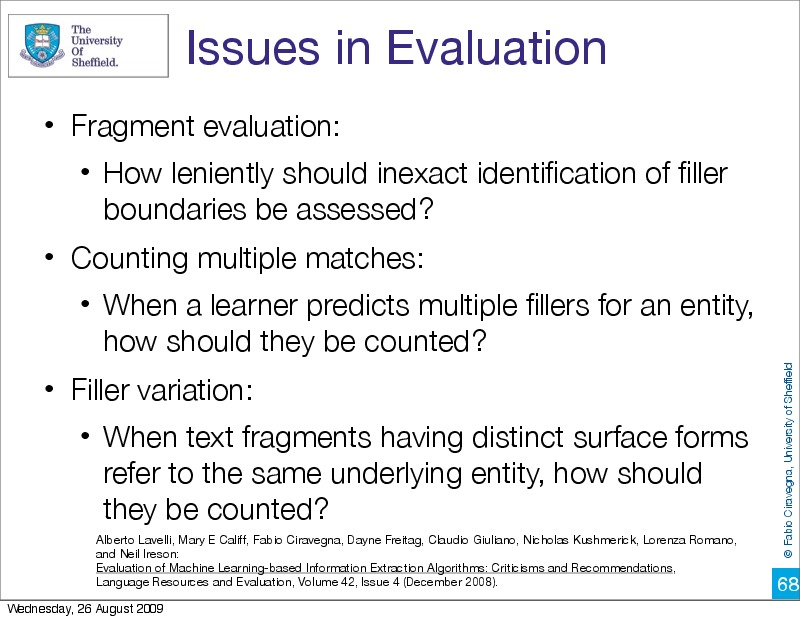 The
University
Of
Sheffield.
Issues in Evaluation
• Fragment evaluation:
• How leniently should inexact identification of filler
boundaries be assessed?
• Counting multiple matches:
• When a learner predicts multiple fillers for an entity,
how should they be counted?
• Filler variation:
• When text fragments having distinct surface forms
refer to the same underlying entity, how should
they be counted?
Alberto Lavelli, Mary E Califf, Fabio Ciravegna, Dayne Freitag, Claudio Giuliano, Nicholas Kushmerick, Lorenza Romano,
and Neil Ireson:
Evaluation of Machine Learning-based Information Extraction Algorithms: Criticisms and Recommendations,
Language Resources and Evaluation, Volume 42, Issue 4 (December 2008).
© Fabio Ciravegna, University of Sheffield
68
Wednesday, 26 August 2009